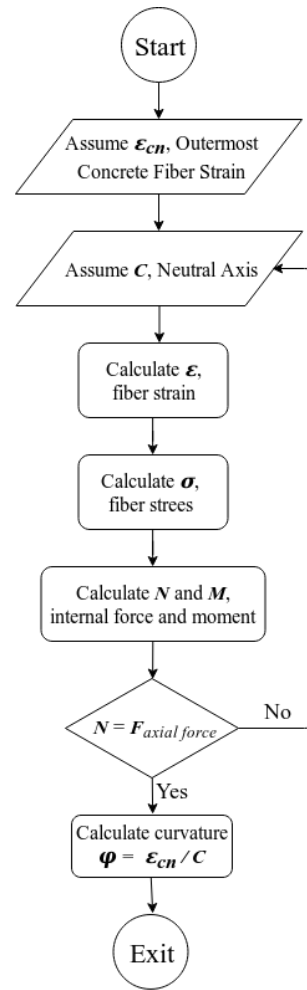 Start
Assume ε_cn, Outermost
Concrete Fiber Strain
Assume C, Neutral Axis
Calculate ε,
fiber strain
Calculate σ,
fiber strees
Calculate N and M,
internal force and moment
N = F_axial force
No
Yes
Calculate curvature
φ = ε_cn / C
Exit